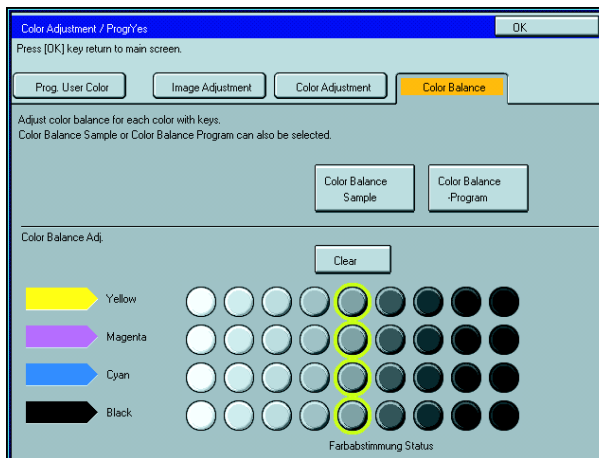 Color Adjustment / ProgrYes
OK
Press [OK] key return to main screen.
Prog. User Color
Image Adjustment
Color Adjustment
Color Balance
Adjust color balance for each color with keys.
Color Balance Sample or Color Balance Program can also be selected.
Color Balance
Sample
Color Balance
-Program
Color Balance Adj.
Clear
Yellow
Magenta
Cyan
Black
Farbabstimmung Status